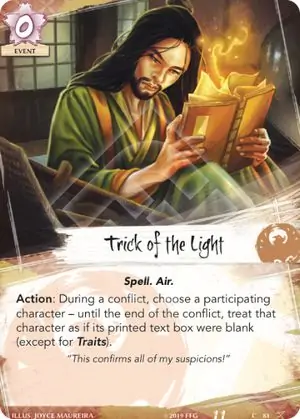 0
EVENT
Trick of the Light
Spell. Air.
Action: During a conflict, choose a participating
character – until the end of the conflict, treat that
character as if its printed text box were blank
(except for Traits).
“This confirms all of my suspicions!”
ILLUS. JOYCE MAUREIRA
©2019 FFG
11
C